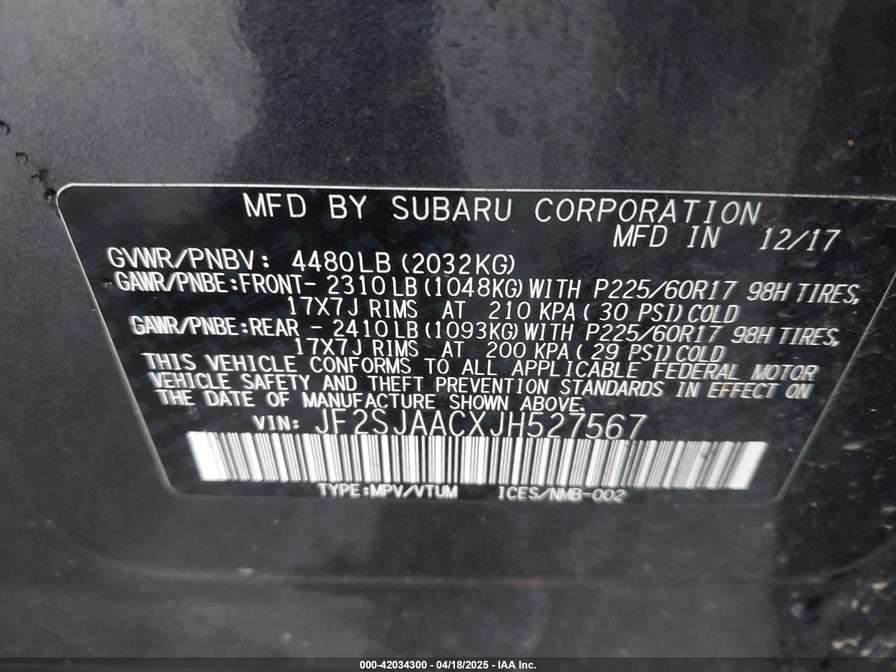 MFD BY SUBARU CORPORATION
MFD IN 12/17
GVWR/PNBV: 4480LB(2032KG)
GAWR/PNBE:FRONT- 2310LB(1048KG)WITH P225/60R17 98H TIRES,
17X7J RIMS AT 210 KPA(30 PSI)COLD
GAWR/PNBE:REAR - 2410LB(1093KG)WITH P225/60R17 98H TIRES,
17X7J RIMS AT 200 KPA(29 PSI)COLD
THIS VEHICLE CONFORMS TO ALL APPLICABLE FEDERAL MOTOR
VEHICLE SAFETY AND THEFT PREVENTION STANDARDS IN EFFECT ON
THE DATE OF MANUFACTURE SHOWN ABOVE.
VIN: JF2SJAACXJH527567
TYPE:MPV/VTUM ICES/NMB-002
000-42034300 - 04/18/2025 - IAA Inc.